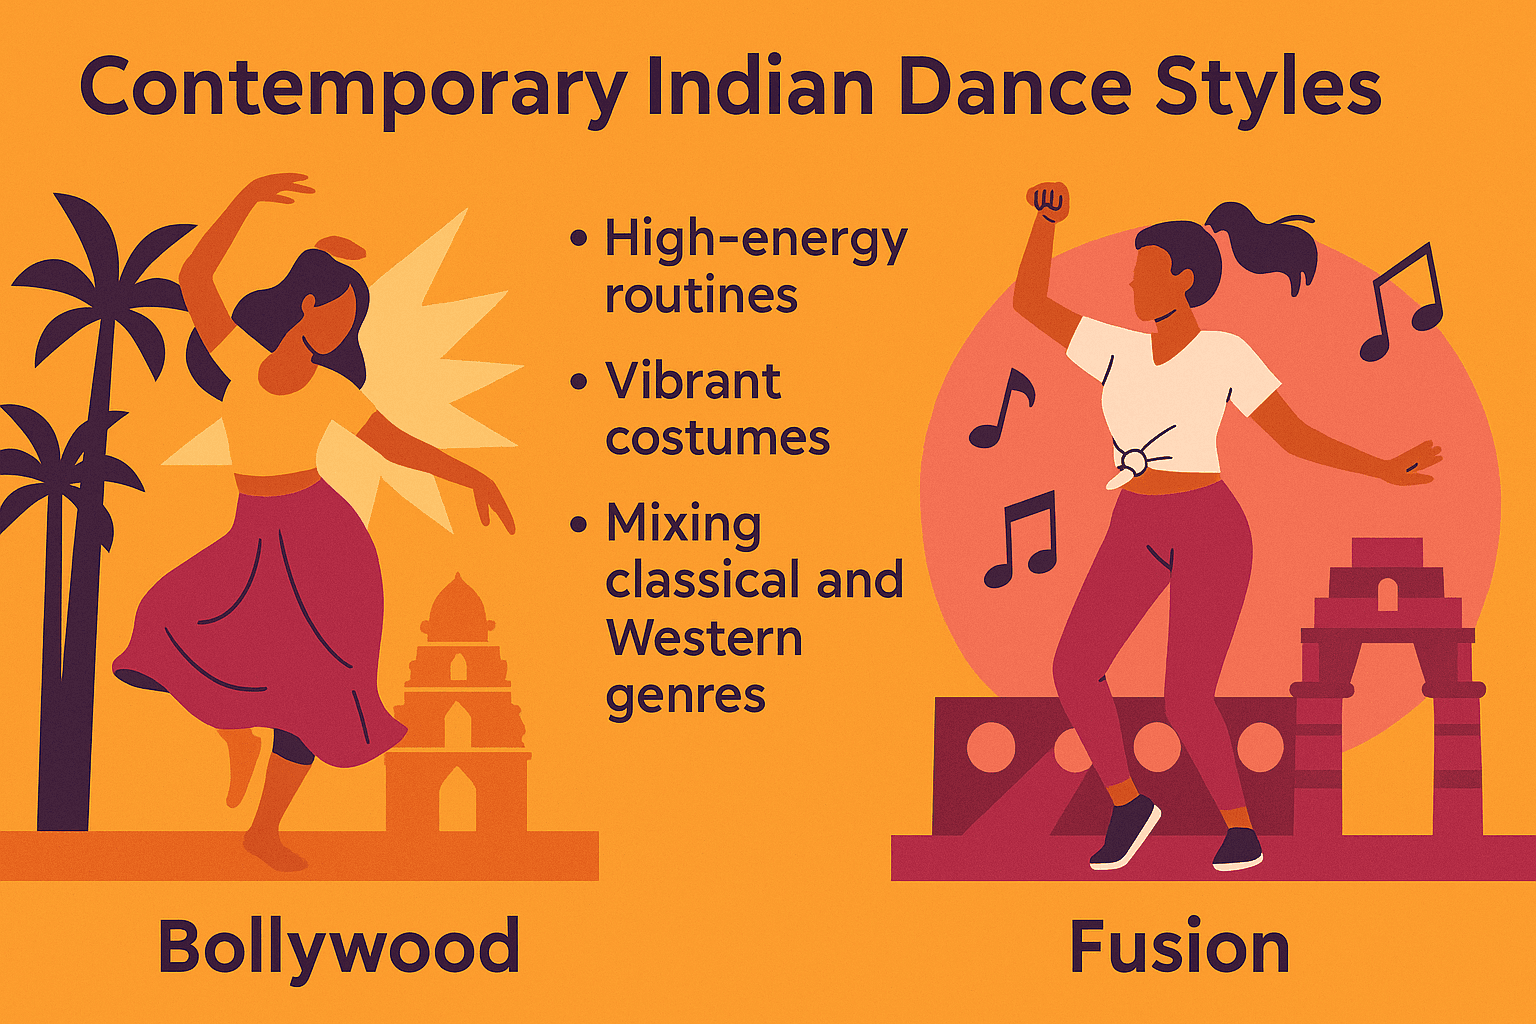 Contemporary Indian Dance Styles
• High-energy
routines
• Vibrant
costumes
• Mixing
classical and
Western
genres
Bollywood
Fusion